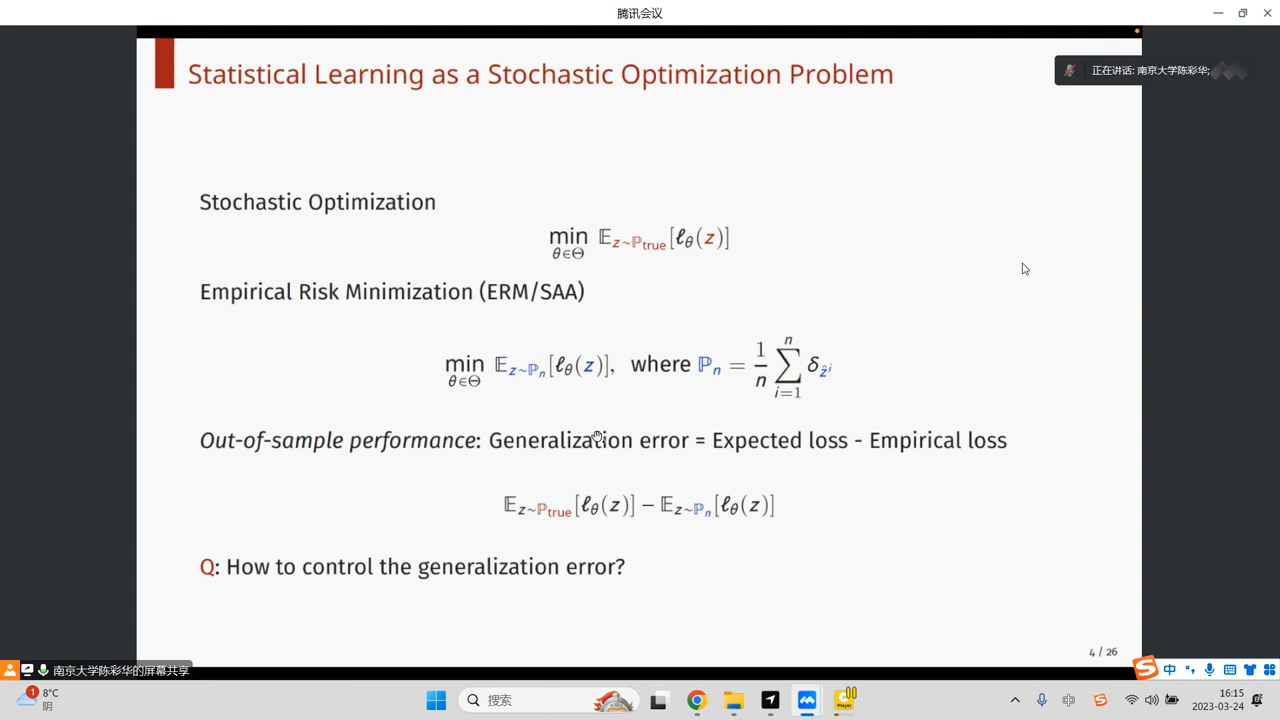 腾讯会议
Statistical Learning as a Stochastic Optimization Problem
正在讲话: 南京大学陈彩华;
Stochastic Optimization
min_{θ∈Θ} 𝔼_{z∼ℙ_true}[ℓ_θ(z)]
Empirical Risk Minimization (ERM/SAA)
min_{θ∈Θ} 𝔼_{z∼ℙ_n}[ℓ_θ(z)], where ℙ_n = 1/n ∑_{i=1}^{n} δ_{ẑ^i}
Out-of-sample performance: Generalization error = Expected loss - Empirical loss
𝔼_{z∼ℙ_true}[ℓ_θ(z)] − 𝔼_{z∼ℙ_n}[ℓ_θ(z)]
Q: How to control the generalization error?
4 / 26
南京大学陈彩华的屏幕共享
中
1
8°C
阴
搜索
Player
16:15
2023-03-24